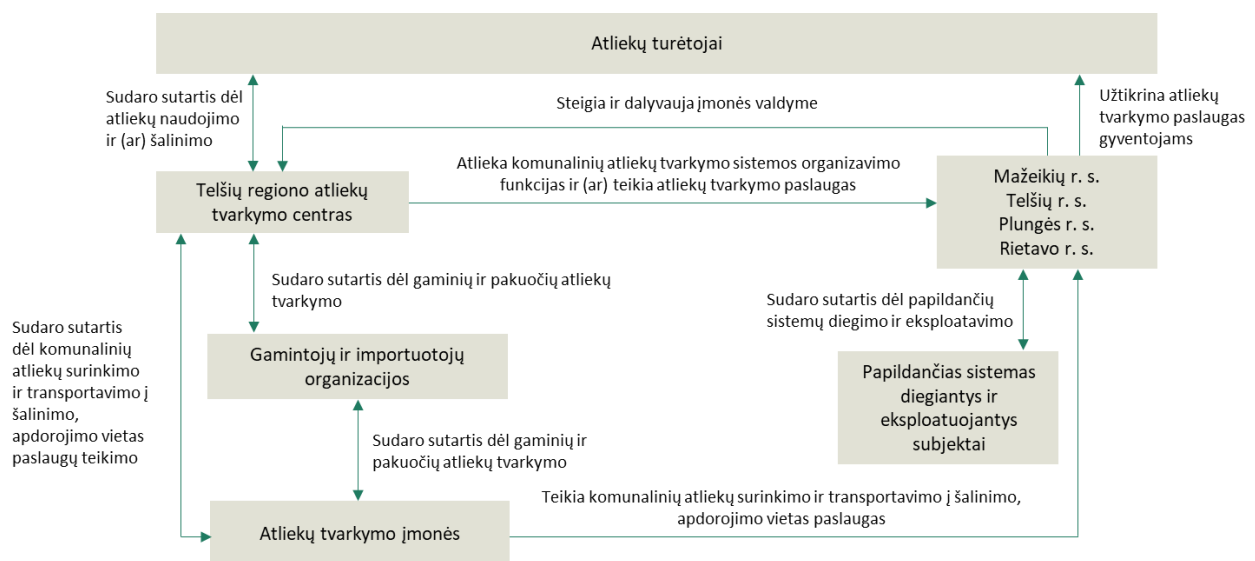 Atliekų turėtojai
Sudaro sutartis dėl
atliekų naudojimo
ir (ar) šalinimo
Steigia ir dalyvauja įmonės valdyme
Užtikrina atliekų
tvarkymo paslaugas
gyventojams
Atlieka komunalinių atliekų tvarkymo sistemos organizavimo
funkcijas ir (ar) teikia atliekų tvarkymo paslaugas
Telšių regiono atliekų
tvarkymo centras
Mažeikių r. s.
Telšių r. s.
Plungės r. s.
Rietavo r. s.
Sudaro sutartis dėl gaminių ir pakuočių atliekų
tvarkymo
Sudaro sutartis dėl papildančių
sistemų diegimo ir eksploatavimo
Sudaro sutartis
dėl komunalinių
atliekų surinkimo
ir transportavimo į
šalinimo,
apdorojimo vietas
paslaugų teikimo
Gamintojų ir importuotojų
organizacijos
Papildančias sistemas
diegiantys ir
eksploatuojantys
subjektai
Sudaro sutartis dėl gaminių ir
pakuočių atliekų tvarkymo
Teikia komunalinių atliekų surinkimo ir transportavimo į šalinimo,
apdorojimo vietas paslaugas
Atliekų tvarkymo įmonės